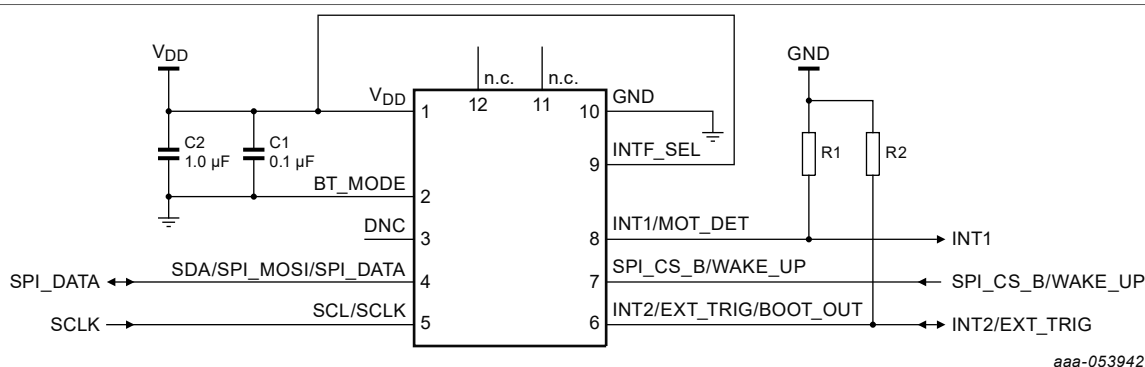 VDD
GND
n.c.
n.c.
VDD
1
12
11
10
GND
C2
1.0 µF
C1
0.1 µF
9
INTF_SEL
R1
R2
BT_MODE
2
DNC
3
8
INT1/MOT_DET
INT1
SPI_DATA
SDA/SPI_MOSI/SPI_DATA
4
7
SPI_CS_B/WAKE_UP
SPI_CS_B/WAKE_UP
SCLK
SCL/SCLK
5
6
INT2/EXT_TRIG/BOOT_OUT
INT2/EXT_TRIG
aaa-053942